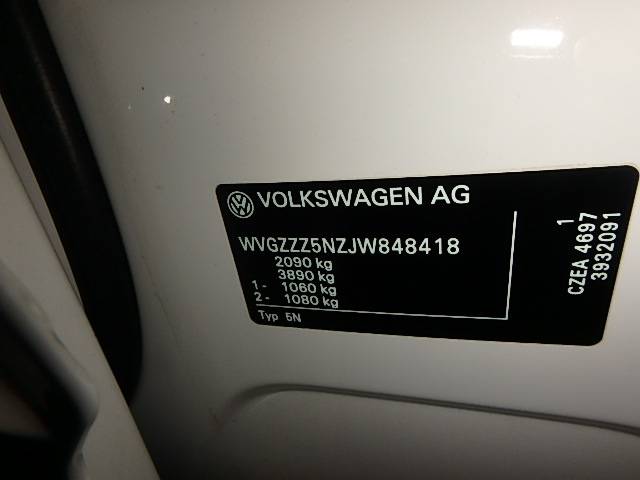 VOLKSWAGEN AG
WVGZZZ5NZJW848418
2090 kg
3890 kg
1- 1060 kg
2- 1080 kg
Typ 5N
1
CZEA 4697
3932091